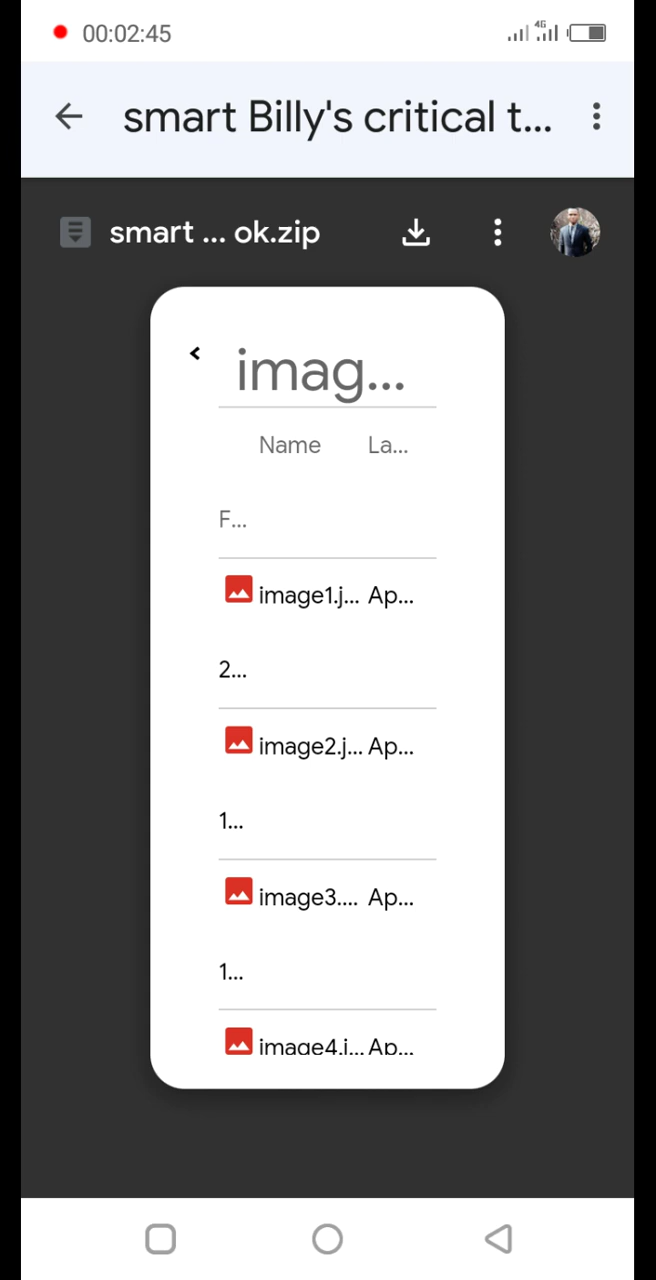 00:02:45 4G
smart Billy's critical t...
smart ... ok.zip
imag...
Name La...
F...
image1.j... Ap...
2...
image2.j... Ap...
1...
image3.... Ap...
1...
image4.j... Ap...